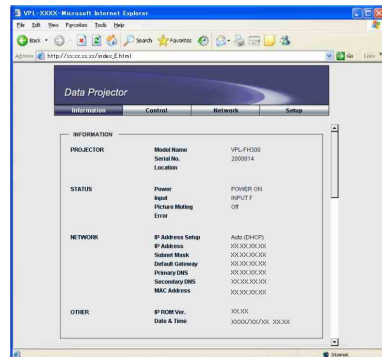 VPL-XXXX-Microsoft Internet Explorer
File Edit View Favorites Tools Help
Back Search Favorites
Address http://xx.xx.xx.xx/index_E.html Go Links
Data Projector
Information Control Network Setup
INFORMATION
PROJECTOR Model Name VPL-FH300
Serial No. 2000014
Location
STATUS Power POWER ON
Input INPUT F
Picture Muting Off
Error
NETWORK IP Address Setup Auto (DHCP)
IP Address XX.XX.XX.XX
Subnet Mask XX.XX.XX.XX
Default Gateway XX.XX.XX.XX
Primary DNS XX.XX.XX.XX
Secondary DNS XX.XX.XX.XX
MAC Address XX.XX.XX.XX
OTHER IP ROM Ver. XX.XX
Date & Time XXXX/XX/XX XX:XX
Internet